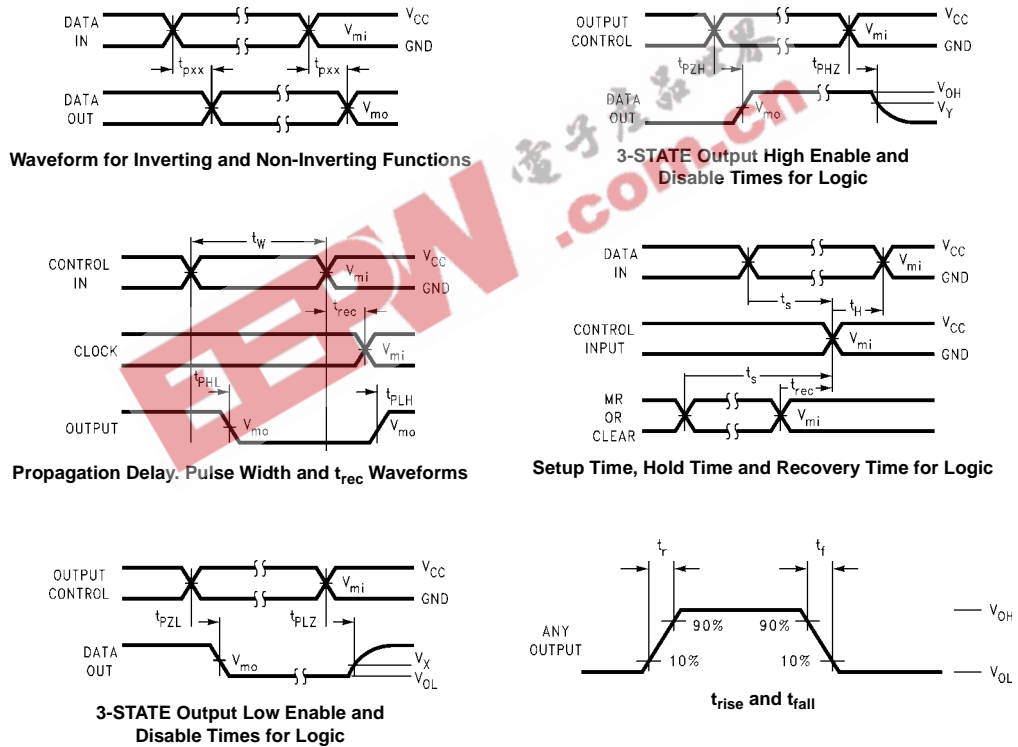 DATA
IN
V_CC
V_mi
GND
t_pxx
t_pxx
DATA
OUT
V_mo
Waveform for Inverting and Non-Inverting Functions
OUTPUT
CONTROL
V_CC
V_mi
GND
t_PZH
t_PHZ
DATA
OUT
V_mo
V_OH
V_Y
3-STATE Output High Enable and
Disable Times for Logic
CONTROL
IN
t_W
V_CC
V_mi
GND
t_rec
CLOCK
V_mi
t_PHL
t_PLH
OUTPUT
V_mo
V_mo
Propagation Delay. Pulse Width and t_rec Waveforms
DATA
IN
V_mi
t_s
t_H
CONTROL
INPUT
V_CC
V_mi
GND
t_s
t_rec
MR
OR
CLEAR
V_mi
Setup Time, Hold Time and Recovery Time for Logic
OUTPUT
CONTROL
V_CC
V_mi
GND
t_PZL
t_PLZ
DATA
OUT
V_mo
V_X
V_OL
3-STATE Output Low Enable and
Disable Times for Logic
t_r
t_f
ANY
OUTPUT
90%
90%
10%
10%
V_OH
V_OL
t_rise and t_fall
EEPW
.com.cn
電子產品世界